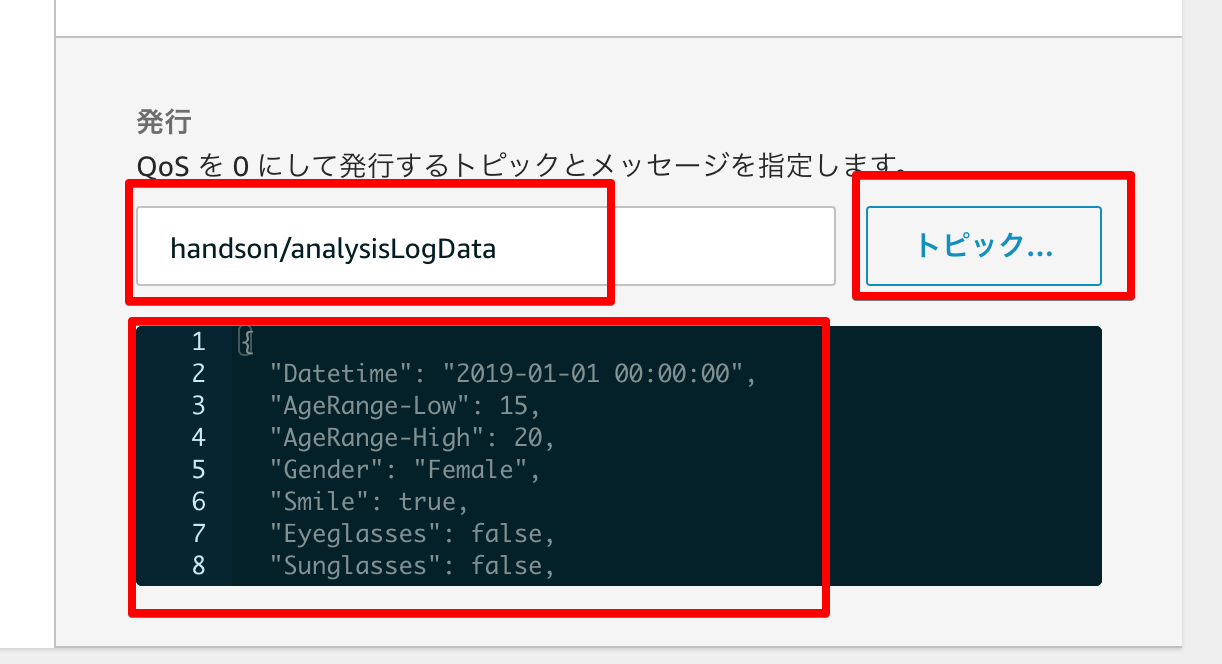 発行
QoS を 0 にして発行するトピックとメッセージを指定します。
handson/analysisLogData
トピック...
1 {
2 "Datetime": "2019-01-01 00:00:00",
3 "AgeRange-Low": 15,
4 "AgeRange-High": 20,
5 "Gender": "Female",
6 "Smile": true,
7 "Eyeglasses": false,
8 "Sunglasses": false,